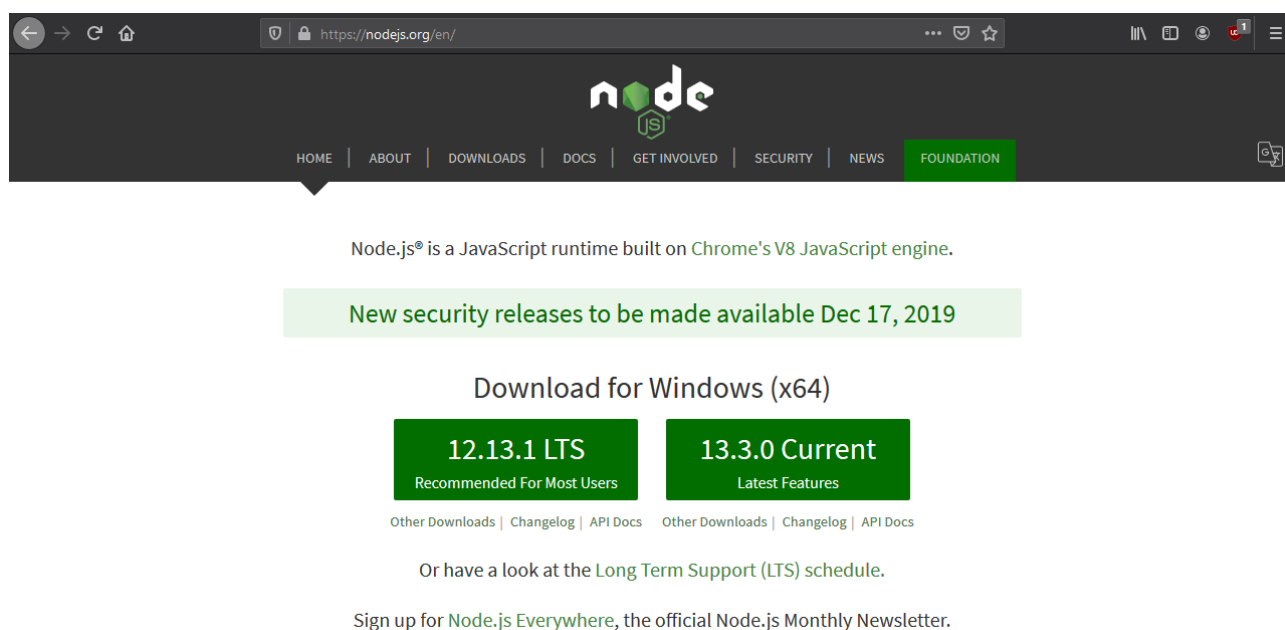 https://nodejs.org/en/
1
node
JS
HOME | ABOUT | DOWNLOADS | DOCS | GET INVOLVED | SECURITY | NEWS FOUNDATION
Node.js® is a JavaScript runtime built on Chrome's V8 JavaScript engine.
New security releases to be made available Dec 17, 2019
Download for Windows (x64)
12.13.1 LTS
Recommended For Most Users
13.3.0 Current
Latest Features
Other Downloads | Changelog | API Docs
Other Downloads | Changelog | API Docs
Or have a look at the Long Term Support (LTS) schedule.
Sign up for Node.js Everywhere, the official Node.js Monthly Newsletter.